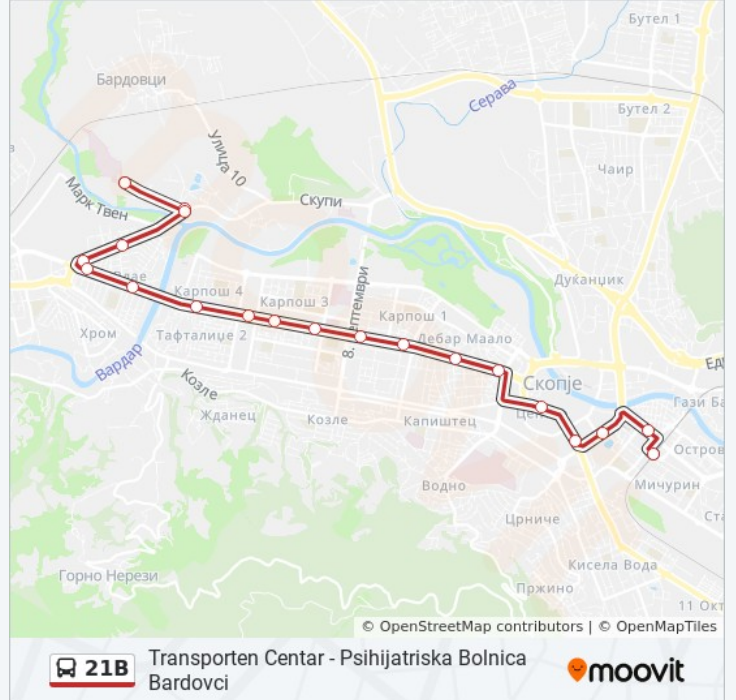 Бутел 1
Бардовци
Серава
Бутел 2
Улица 10
Чаир
Марк Твен
Скупи
Влае
Дуќанџик
Карпош 4
Карпош 3
Карпош 1
Хром
Тафталиџе 2
Дебар Маало
Вардар
Козле
Скопје
Жданец
Козле
Капиштец
Остров
Водно
Мичурин
Црниче
Горно Нерези
Кисела Вода
Пржино
11 Окт
© OpenStreetMap contributors | © OpenMapTiles
21B
Transporten Centar - Psihijatriska Bolnica
Bardovci
moovit